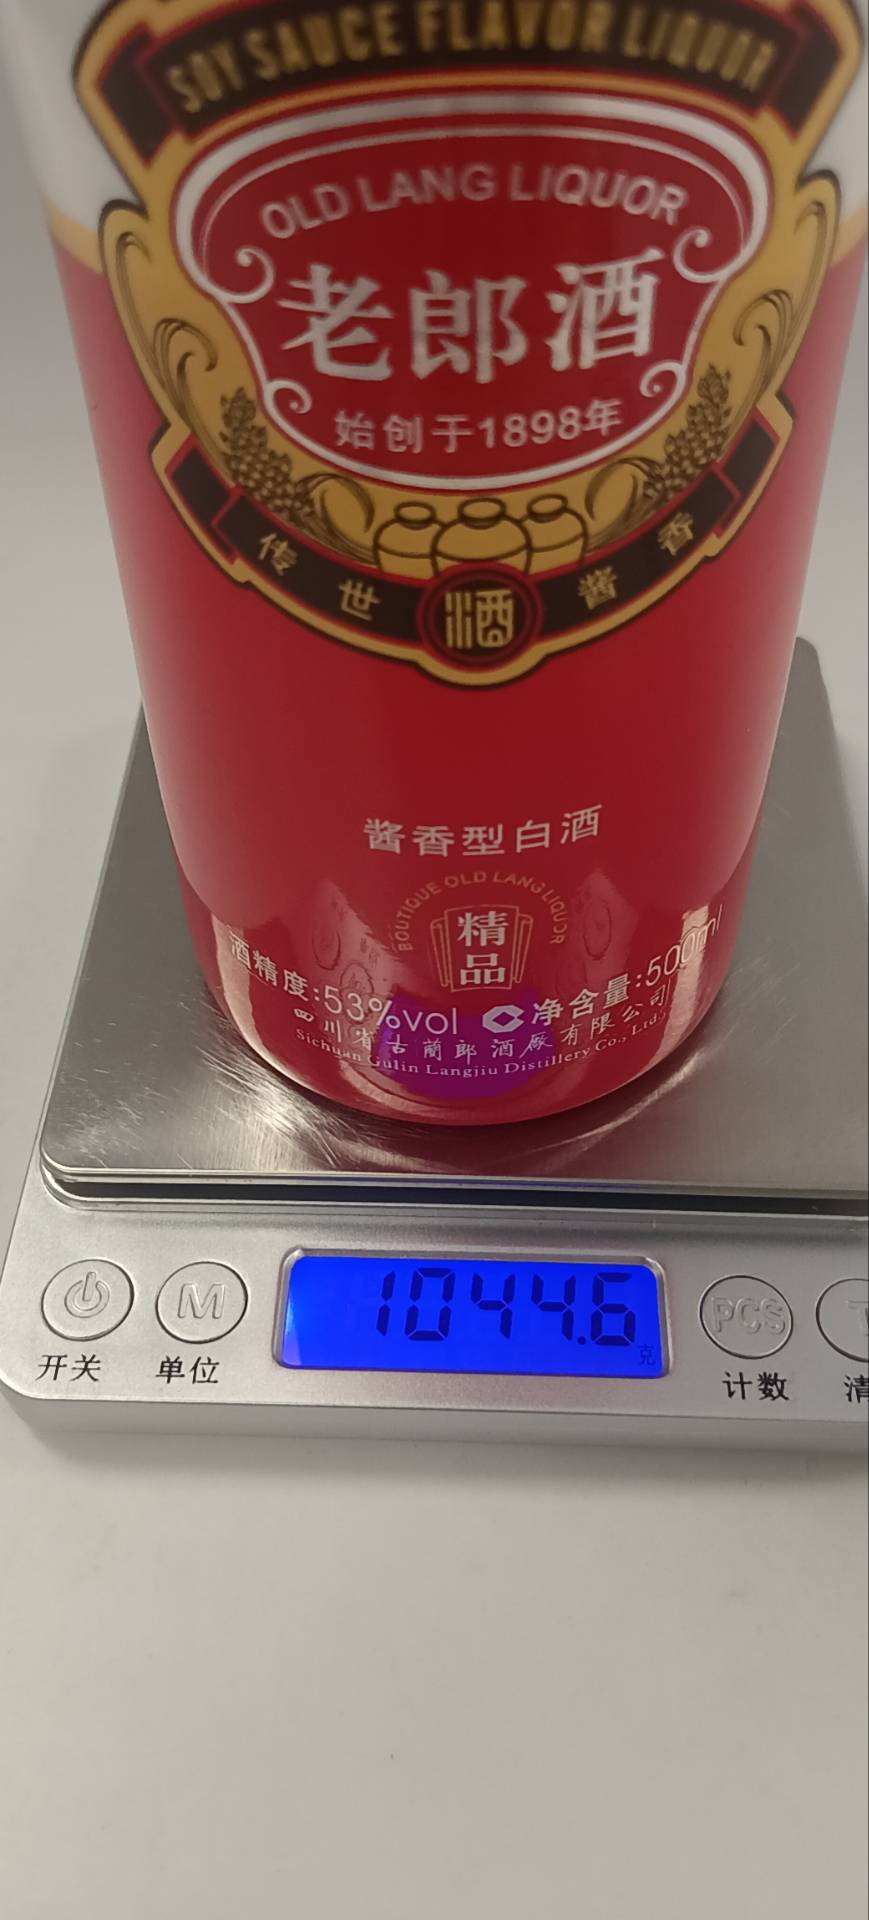 SOY SAUCE FLAVOR LIQUOR
OLD LANG LIQUOR
老郎酒
始创于1898年
传世 酒 酱香
酱香型白酒
BOUTIQUE OLD LANG LIQUOR
精品
酒精度:53%vol 净含量:500ml
四川省古蔺郎酒厂有限公司
Sichuan Gulin Langjiu Distillery Co., Ltd.
1044.6 克
M PCS T
开关 单位 计数 清